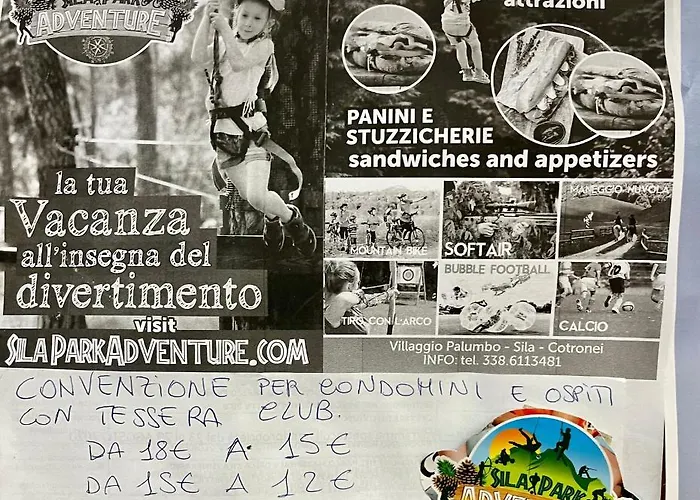 SILA PARK
ADVENTURE
la tua
Vacanza
all'insegna del
divertimento
visit
SILAPARKADVENTURE.COM
attrazioni
PANINI E
STUZZICHERIE
sandwiches and appetizers
MOUNTAIN BIKE
SOFTAIR
MANEGGIO NUVOLA
TIRO CON L'ARCO
BUBBLE FOOTBALL
CALCIO
Villaggio Palumbo - Sila - Cotronei
INFO: tel. 338.6113481
CONVENZIONE PER CONDOMINI E OSPITI
CON TESSERA CLUB.
DA 18€ A 15€
DA 15€ A 12€
SILA PARK
ADVENTURE